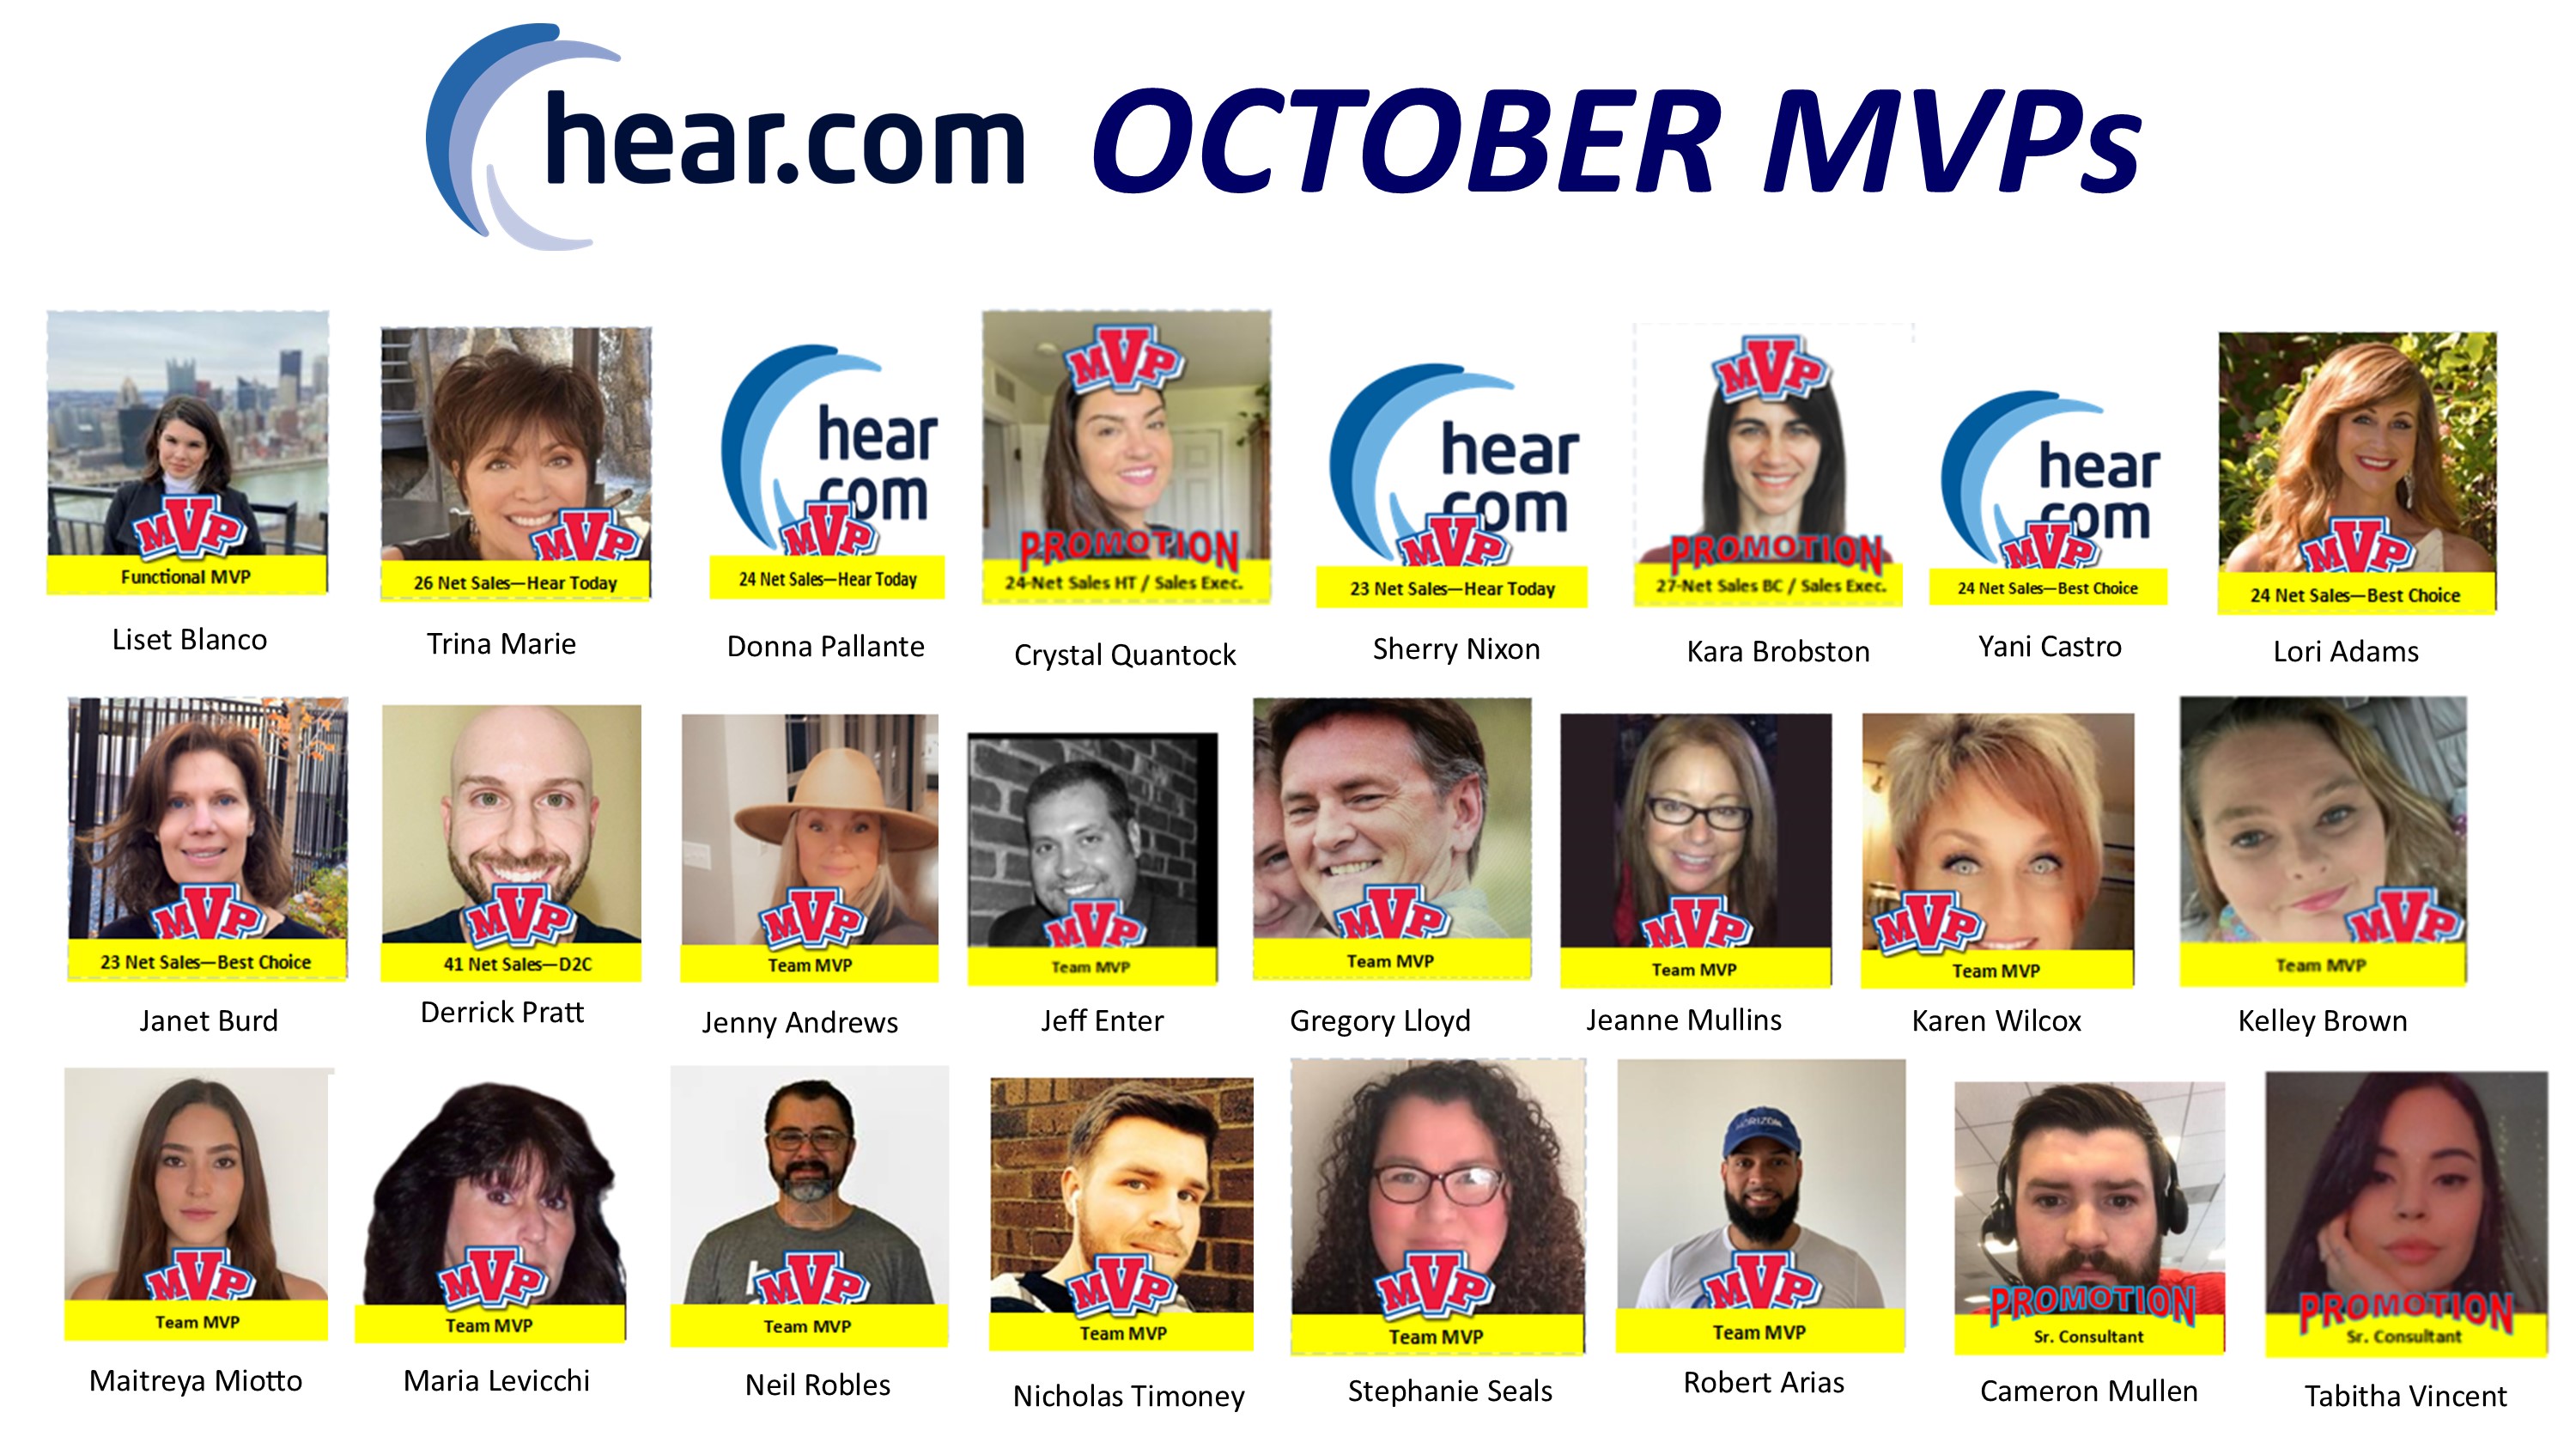 hear.com OCTOBER MVPs
MVP
Functional MVP
Liset Blanco
MVP
26 Net Sales—Hear Today
Trina Marie
hear
com
MVP
24 Net Sales—Hear Today
Donna Pallante
MVP
PROMOTION
24-Net Sales HT / Sales Exec.
Crystal Quantock
hear
com
MVP
23 Net Sales—Hear Today
Sherry Nixon
MVP
PROMOTION
27-Net Sales BC / Sales Exec.
Kara Brobston
hear
com
MVP
24 Net Sales—Best Choice
Yani Castro
MVP
24 Net Sales—Best Choice
Lori Adams
MVP
23 Net Sales—Best Choice
Janet Burd
MVP
41 Net Sales—D2C
Derrick Pratt
MVP
Team MVP
Jenny Andrews
MVP
Team MVP
Jeff Enter
MVP
Team MVP
Gregory Lloyd
MVP
Team MVP
Jeanne Mullins
MVP
Team MVP
Karen Wilcox
MVP
Team MVP
Kelley Brown
MVP
Team MVP
Maitreya Miotto
MVP
Team MVP
Maria Levicchi
MVP
Team MVP
Neil Robles
MVP
Team MVP
Nicholas Timoney
MVP
Team MVP
Stephanie Seals
HORIZON
MVP
Team MVP
Robert Arias
PROMOTION
Sr. Consultant
Cameron Mullen
PROMOTION
Sr. Consultant
Tabitha Vincent